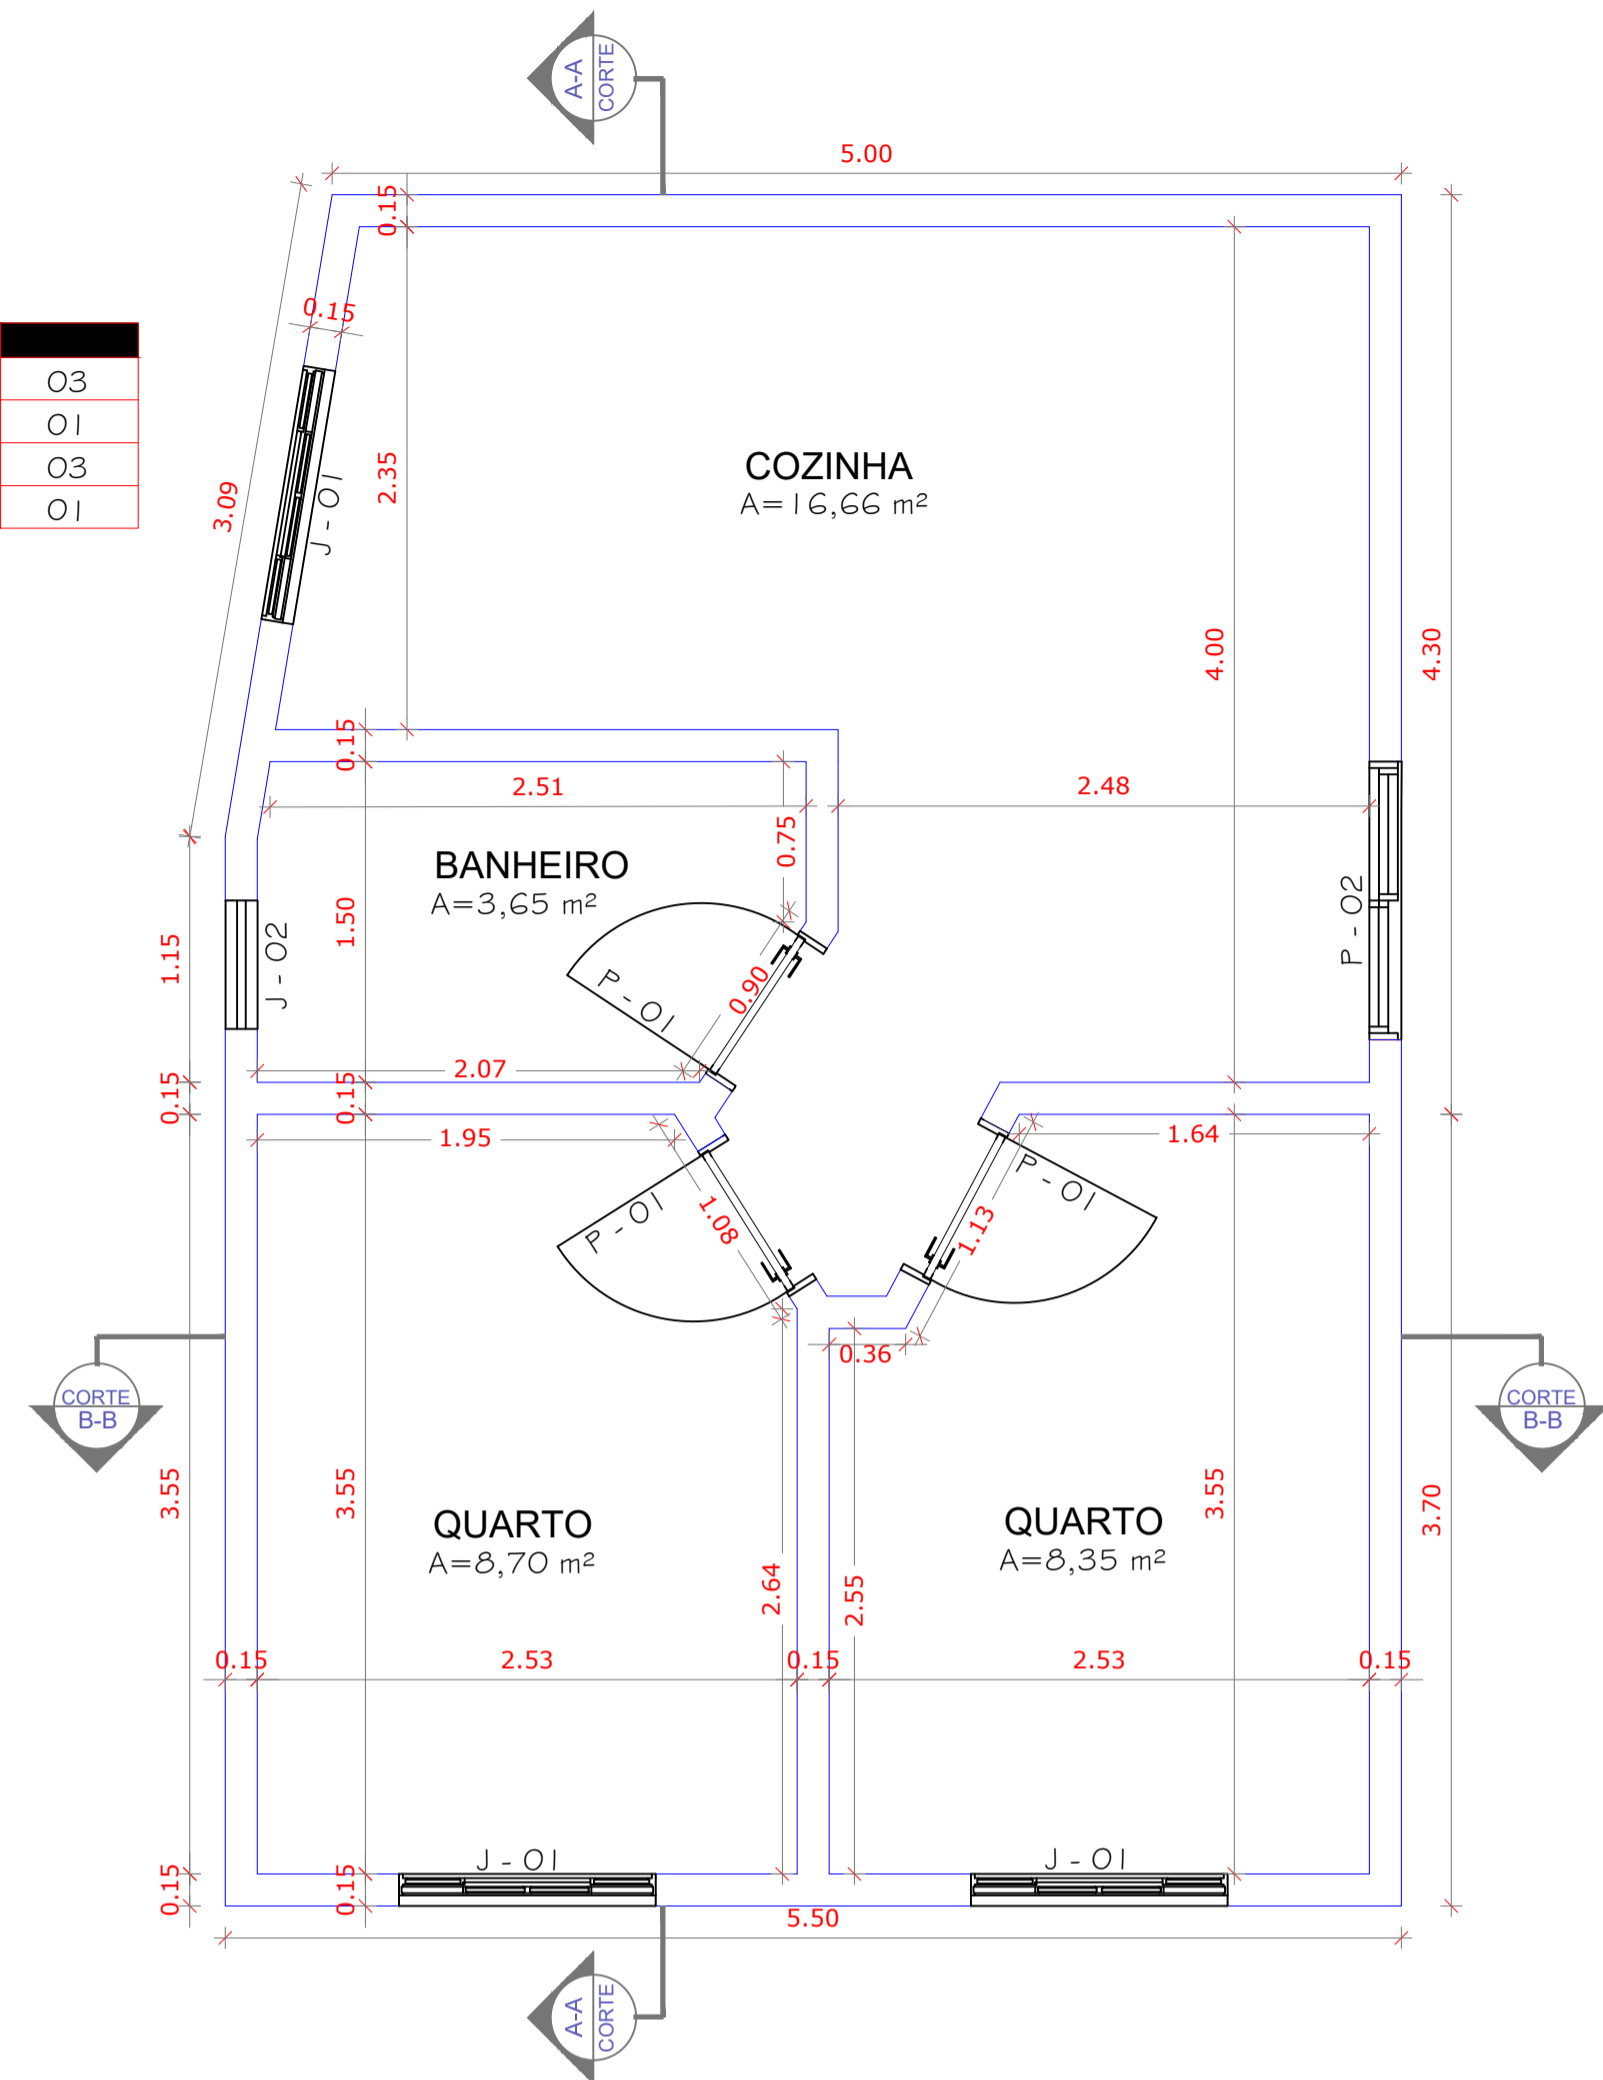 A-A
CORTE
5.00
0.15
0.15
03
01
03
01
3.09
J - 01
2.35
COZINHA
A=16,66 m²
4.00
4.30
0.15
2.51
2.48
0.75
BANHEIRO
A=3,65 m²
1.50
1.15
J - 02
P - 01
0.90
P - 02
2.07
0.15
0.15
1.95
1.64
P - 01
1.08
P - 01
1.13
0.36
CORTE
B-B
CORTE
B-B
3.55
3.55
QUARTO
A=8,70 m²
QUARTO
A=8,35 m²
3.55
3.70
2.64
2.55
0.15
2.53
0.15
2.53
0.15
J - 01
J - 01
0.15
0.15
5.50
A-A
CORTE